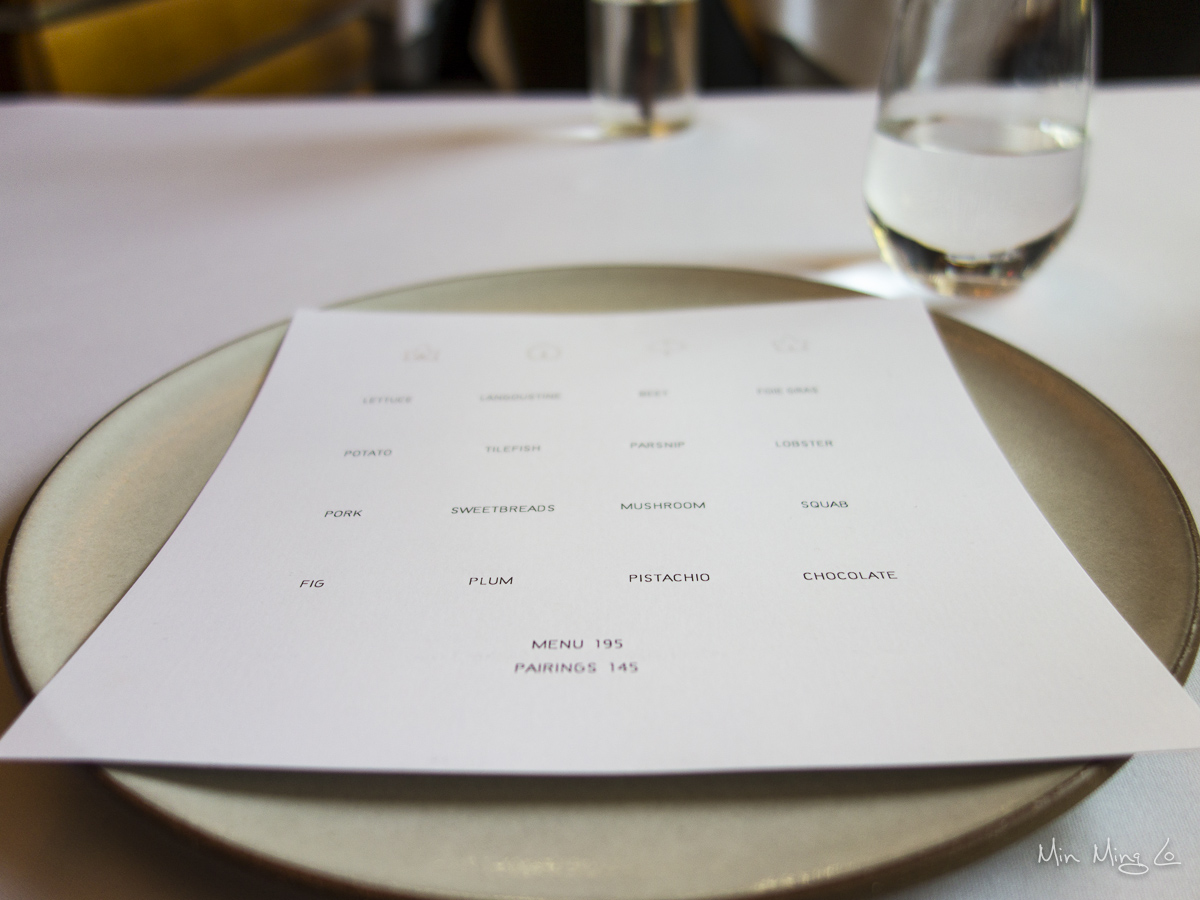 LETTUCE LANGOUSTINE BEET FOIE GRAS
POTATO TILEFISH PARSNIP LOBSTER
PORK SWEETBREADS MUSHROOM SQUAB
FIG PLUM PISTACHIO CHOCOLATE
MENU 195
PAIRINGS 145
Min Ming Lo